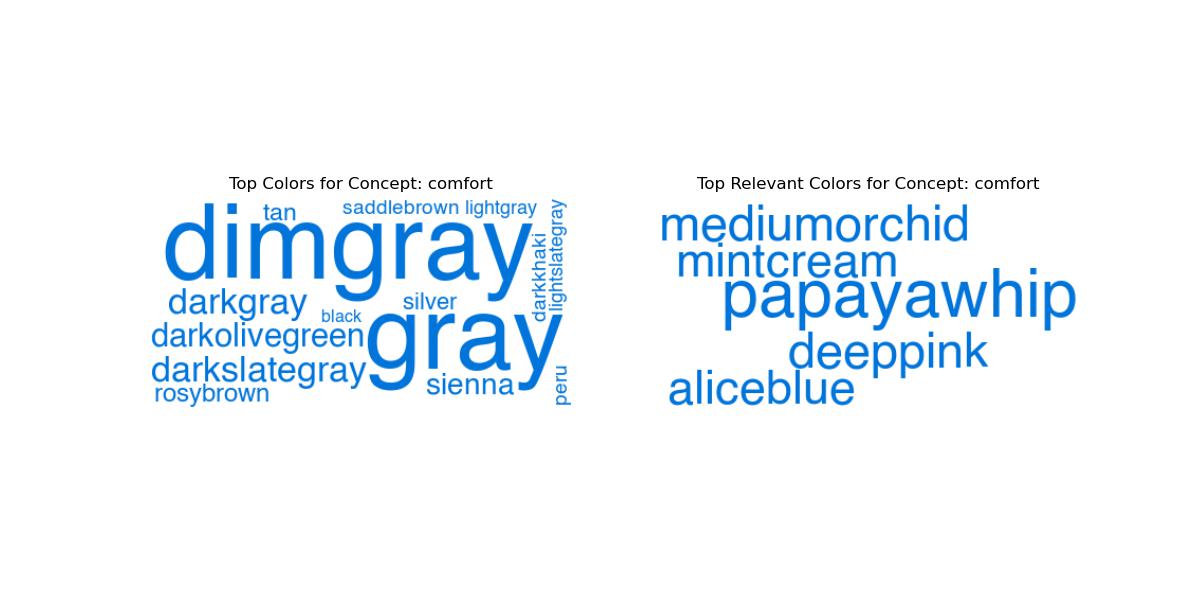 Top Colors for Concept: comfort
tan
saddlebrown
lightgray
dimgray
darkkhaki
lightslategray
darkgray
silver
black
darkolivegreen
gray
darkslategray
sienna
rosybrown
peru
Top Relevant Colors for Concept: comfort
mediumorchid
mintcream
papayawhip
deeppink
aliceblue